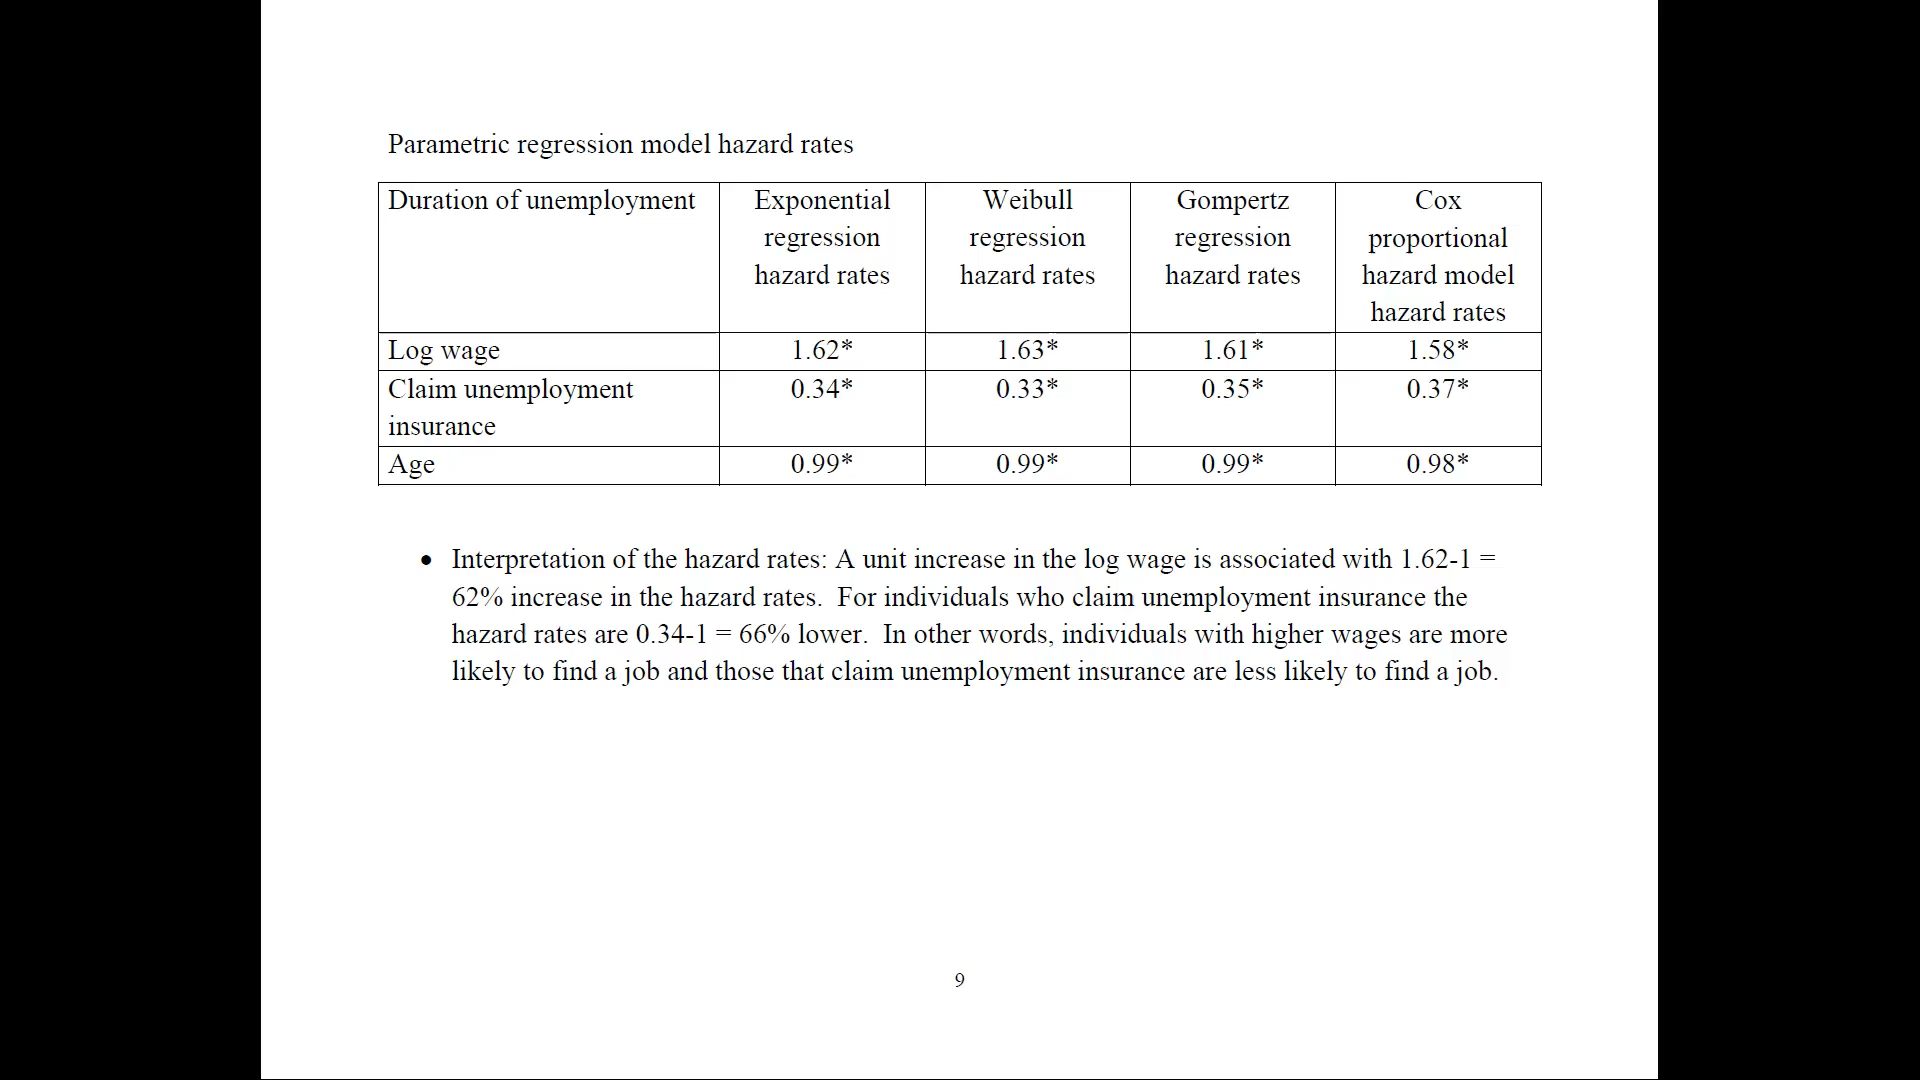 Parametric regression model hazard rates
Duration of unemployment
Exponential
regression
hazard rates
Weibull
regression
hazard rates
Gompertz
regression
hazard rates
Cox
proportional
hazard model
hazard rates
Log wage 1.62* 1.63* 1.61* 1.58*
Claim unemployment
insurance
0.34* 0.33* 0.35* 0.37*
Age 0.99* 0.99* 0.99* 0.98*
• Interpretation of the hazard rates: A unit increase in the log wage is associated with 1.62-1 =
62% increase in the hazard rates. For individuals who claim unemployment insurance the
hazard rates are 0.34-1 = 66% lower. In other words, individuals with higher wages are more
likely to find a job and those that claim unemployment insurance are less likely to find a job.
9